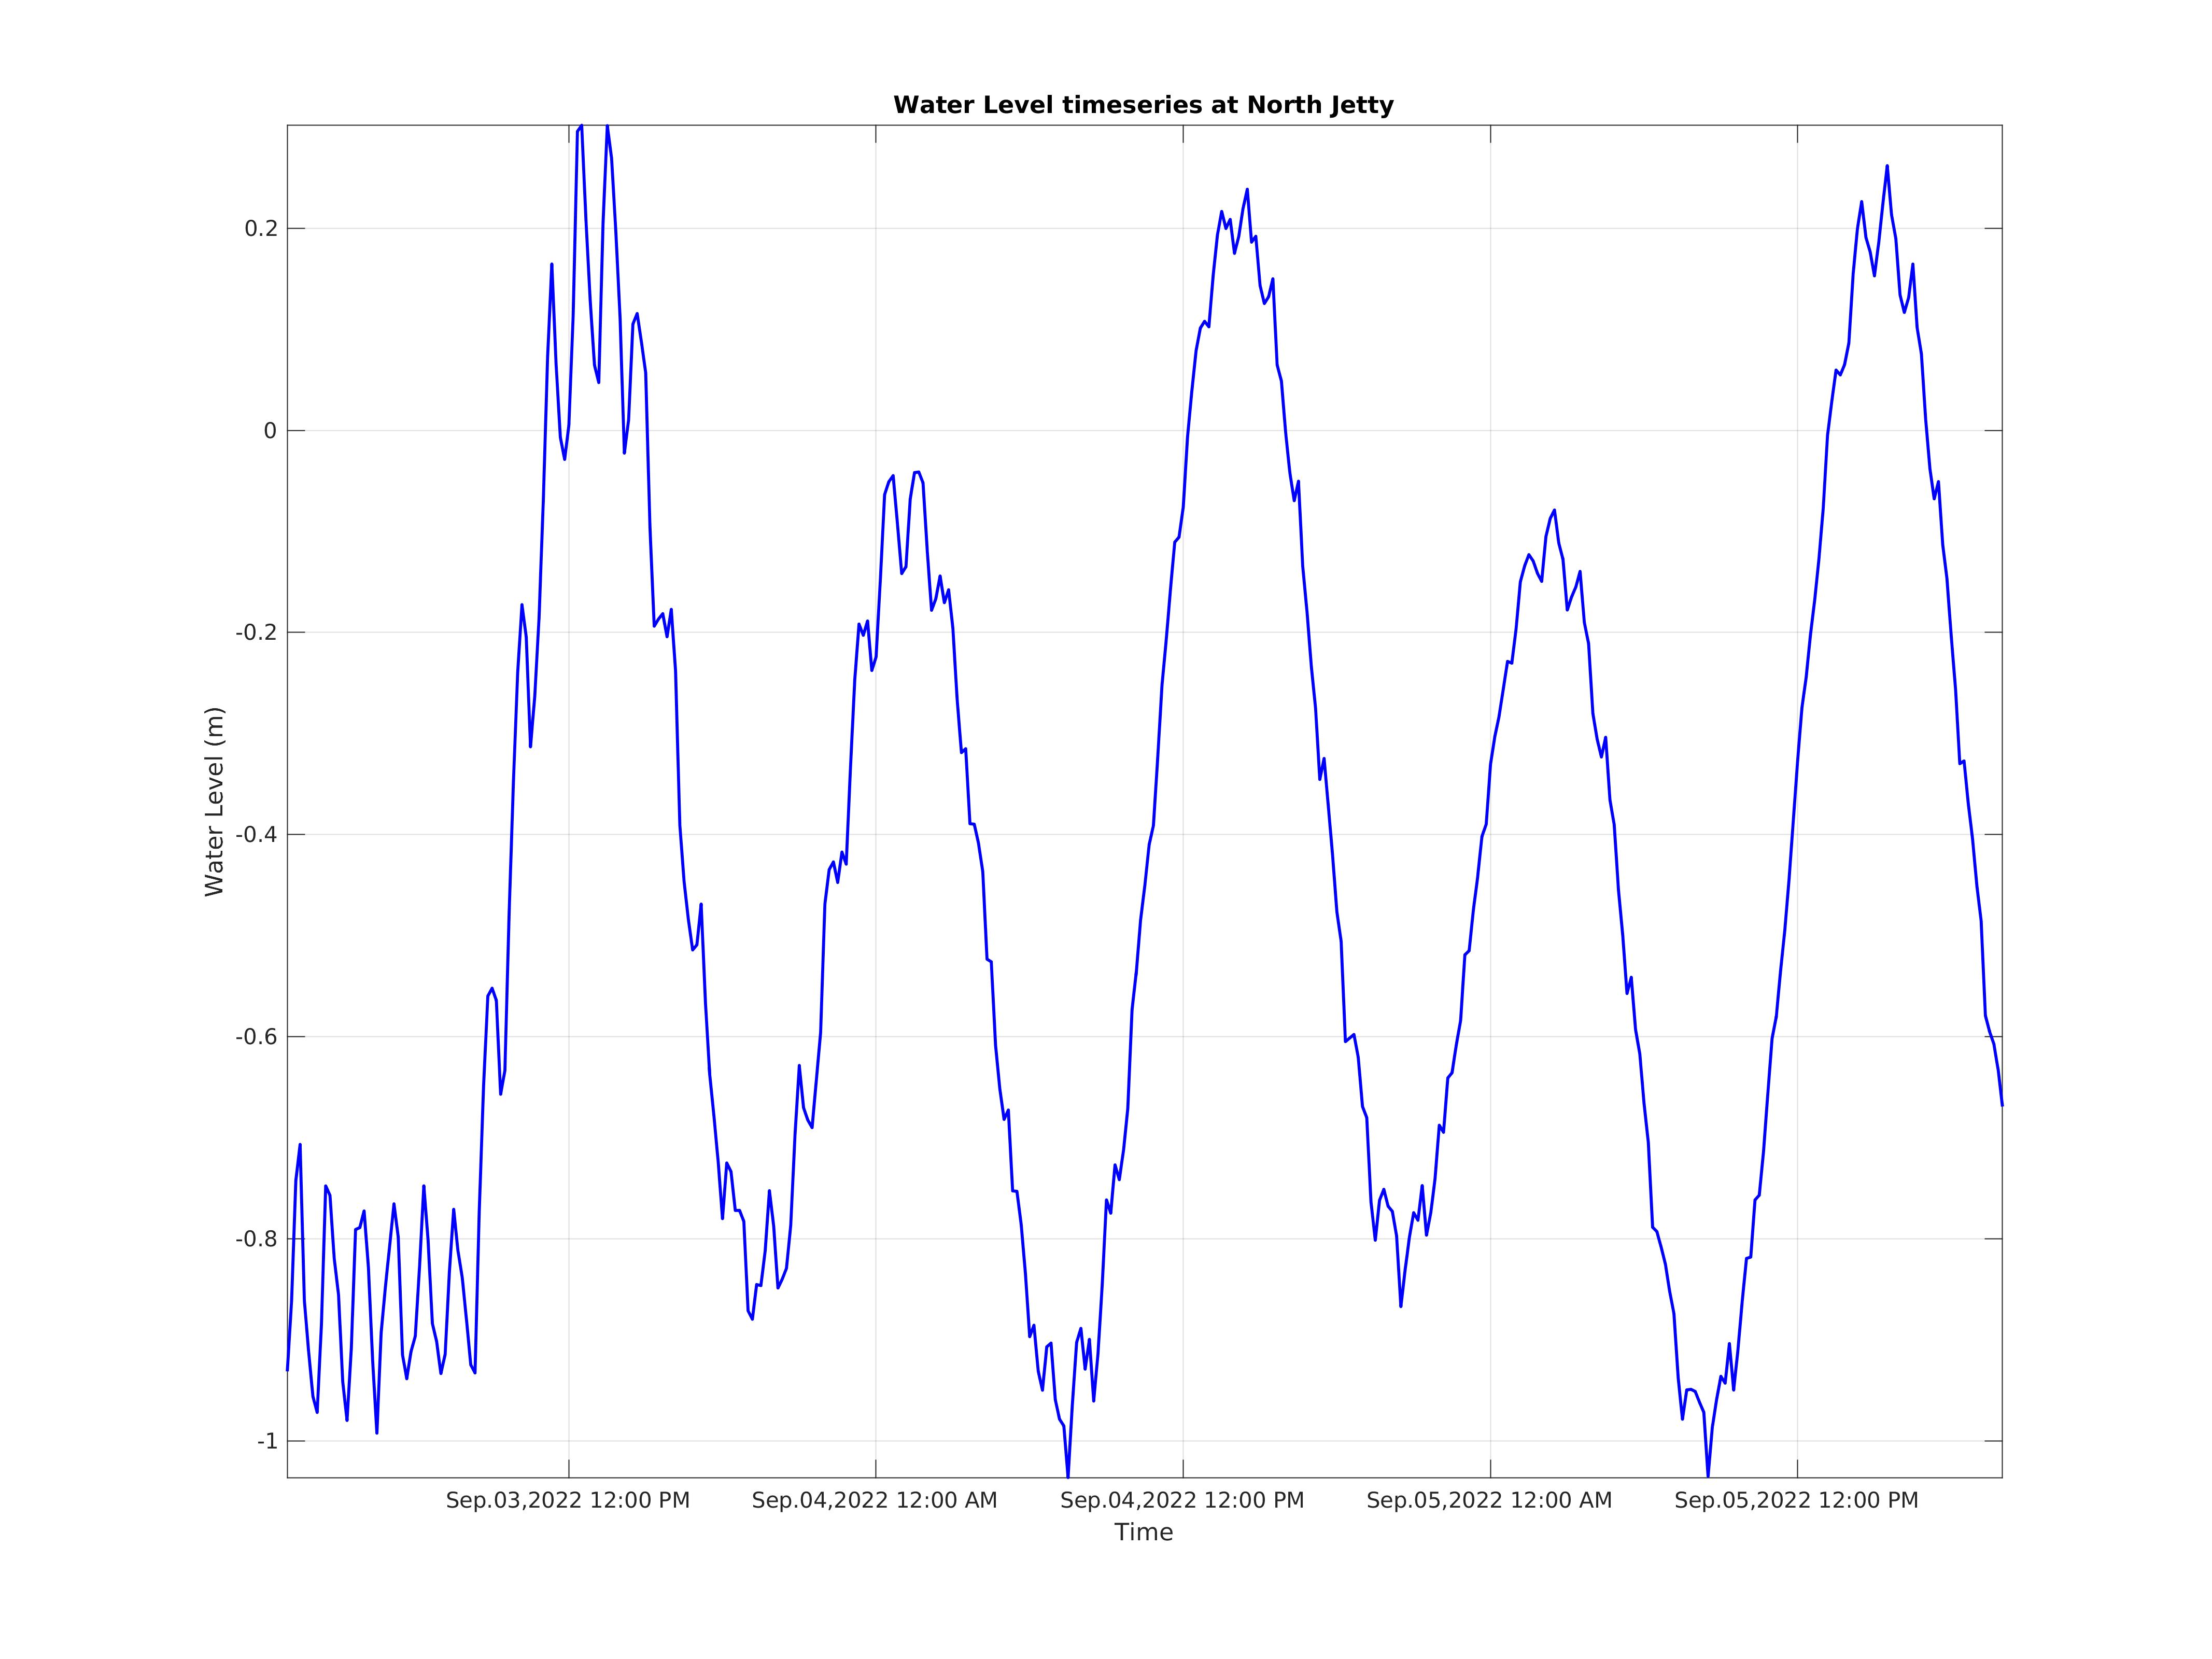 Water Level timeseries at North Jetty
0.2
0
-0.2
-0.4
-0.6
-0.8
-1
Water Level (m)
Sep.03,2022 12:00 PM
Sep.04,2022 12:00 AM
Sep.04,2022 12:00 PM
Sep.05,2022 12:00 AM
Sep.05,2022 12:00 PM
Time